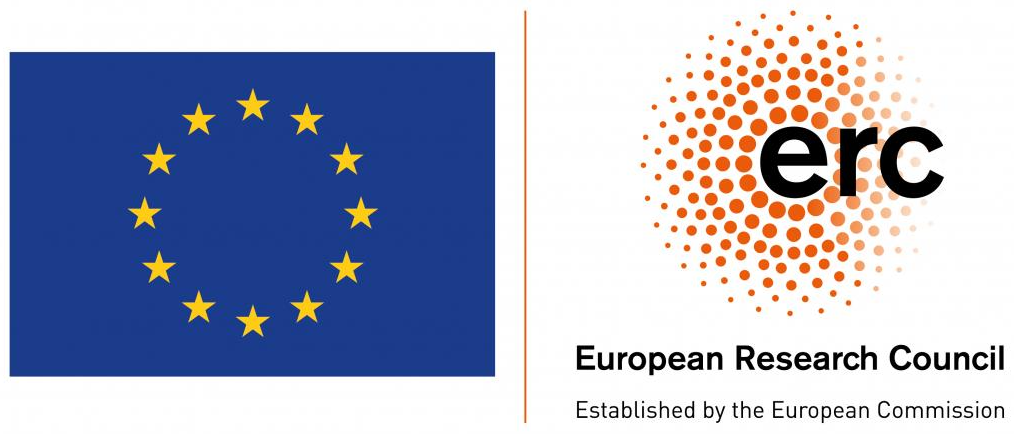 erc
European Research Council
Established by the European Commission